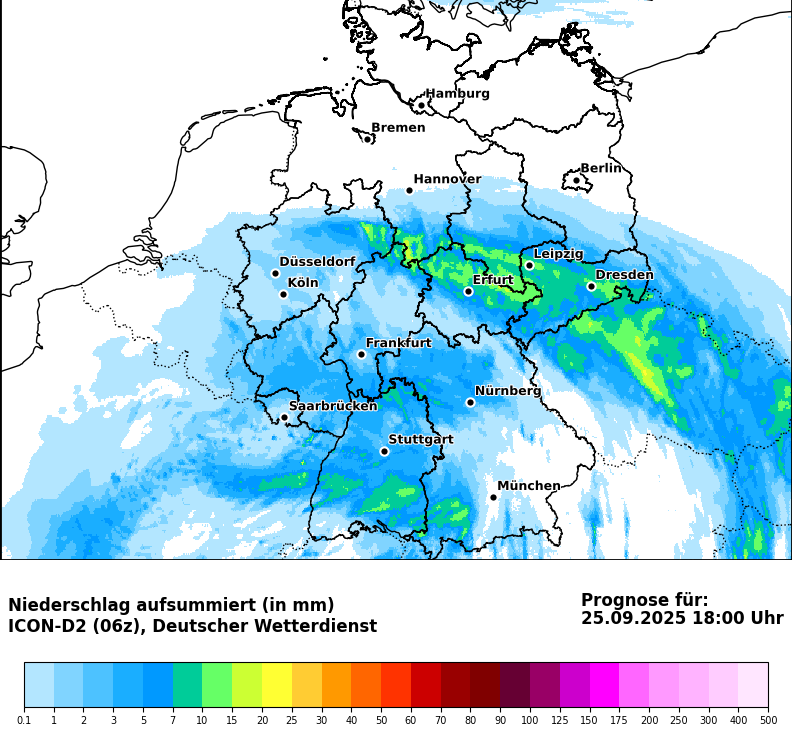 Hamburg
Bremen
Berlin
Hannover
Leipzig
Düsseldorf
Dresden
Köln
Erfurt
Frankfurt
Nürnberg
Saarbrücken
Stuttgart
München
Niederschlag aufsummiert (in mm)
ICON-D2 (06z), Deutscher Wetterdienst
Prognose für:
25.09.2025 18:00 Uhr
0.1 1 2 3 5 7 10 15 20 25 30 40 50 60 70 80 90 100 125 150 175 200 250 300 400 500